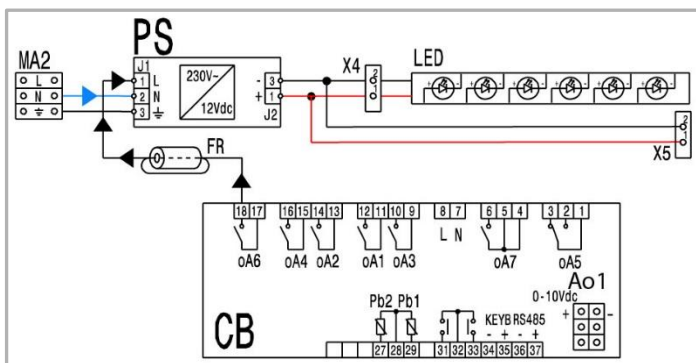 PS
MA2
L
N
J1
1 L
2 N
3
230V~
12Vdc
- 3
+ 1
J2
X4
2
1
LED
2
1
X5
FR
18 17 16 15 14 13 12 11 10 9 8 7 6 5 4 3 2 1
L N
oA6 oA4 oA2 oA1 oA3 oA7 oA5
Ao1
0-10Vdc
+ -
Pb2 Pb1
KEYB RS485
- + - +
CB
27 28 29 31 32 33 34 35 36 37